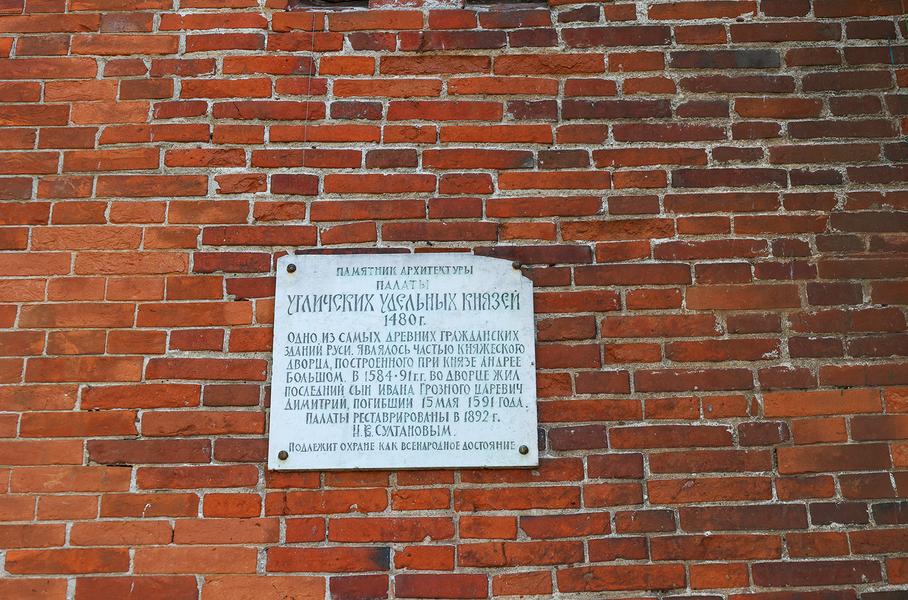 ПАМЯТНИК АРХИТЕКТУРЫ
ПАЛАТЫ
УГЛИЧСКИХ УДЕЛЬНЫХ КНЯЗЕЙ
1480 г.
ОДНО ИЗ САМЫХ ДРЕВНИХ ГРАЖДАНСКИХ
ЗДАНИЙ РУСИ. ЯВЛЯЛОСЬ ЧАСТЬЮ КНЯЖЕСКОГО
ДВОРЦА, ПОСТРОЕННОГО ПРИ КНЯЗЕ АНДРЕЕ
БОЛЬШОМ. В 1584-91 г.г. ВО ДВОРЦЕ ЖИЛ
ПОСЛЕДНИЙ СЫН ИВАНА ГРОЗНОГО ЦАРЕВИЧ
ДИМИТРИЙ, ПОГИБШИЙ 15 МАЯ 1591 ГОДА.
ПАЛАТЫ РЕСТАВРИРОВАНЫ В 1892 г.
Н.В. СУЛТАНОВЫМ.
ПОДЛЕЖИТ ОХРАНЕ КАК ВСЕНАРОДНОЕ ДОСТОЯНИЕ